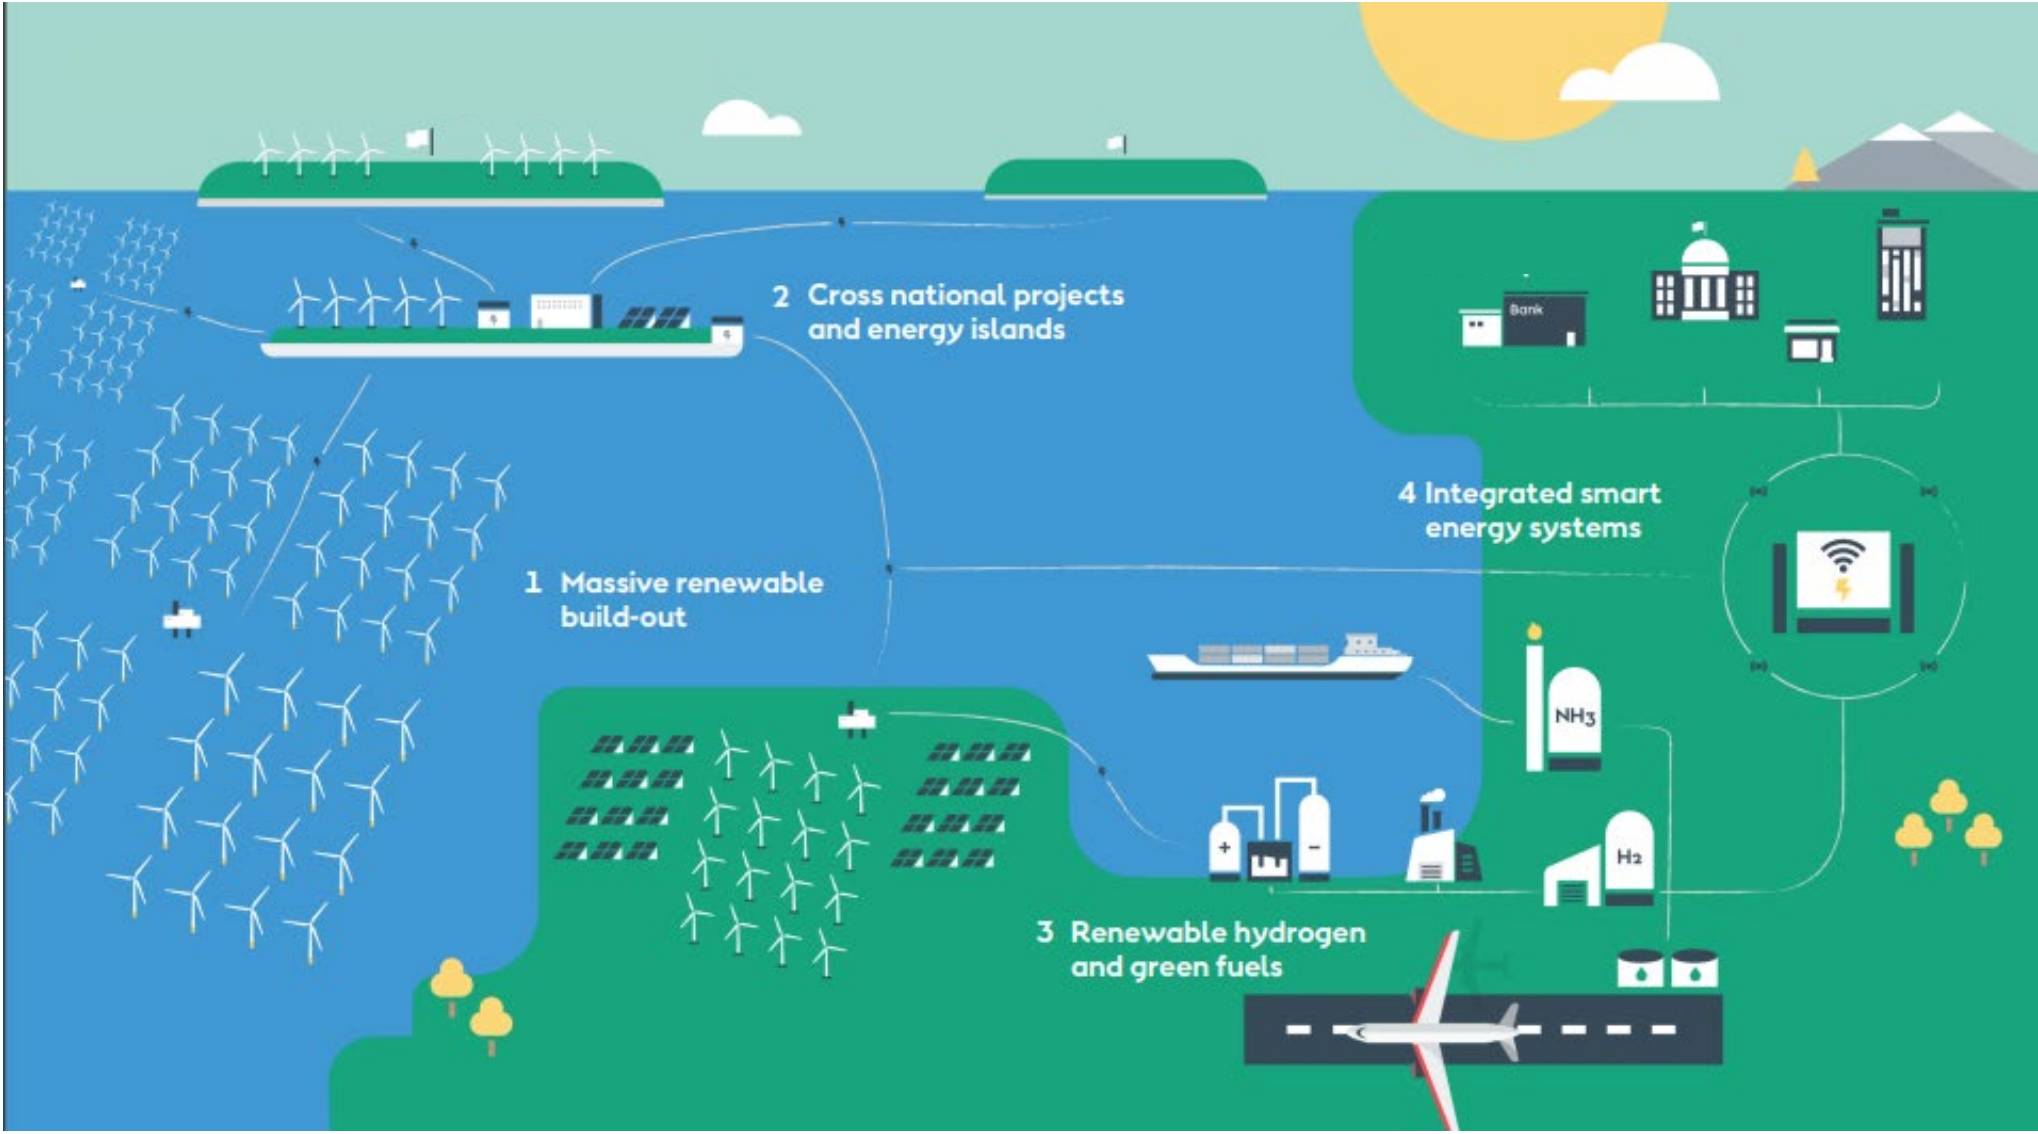 2 Cross national projects
and energy islands
Bank
4 Integrated smart
energy systems
1 Massive renewable
build-out
NH3
+ -
H2
3 Renewable hydrogen
and green fuels